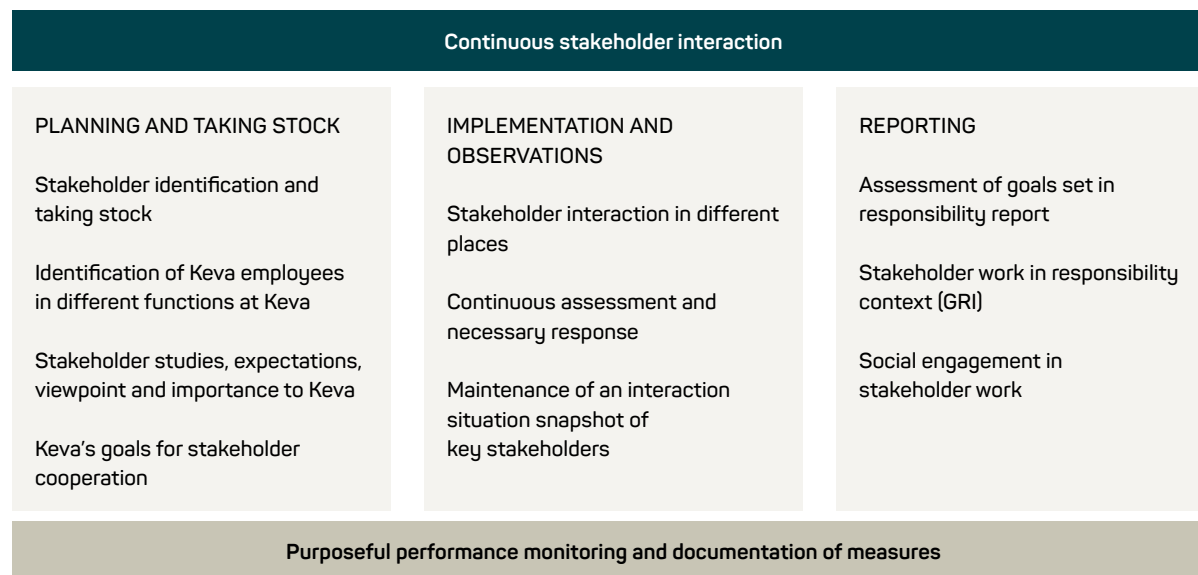 Continuous stakeholder interaction
PLANNING AND TAKING STOCK
Stakeholder identification and
taking stock
Identification of Keva employees
in different functions at Keva
Stakeholder studies, expectations,
viewpoint and importance to Keva
Keva's goals for stakeholder
cooperation
IMPLEMENTATION AND
OBSERVATIONS
Stakeholder interaction in different
places
Continuous assessment and
necessary response
Maintenance of an interaction
situation snapshot of
key stakeholders
REPORTING
Assessment of goals set in
responsibility report
Stakeholder work in responsibility
context (GRI)
Social engagement in
stakeholder work
Purposeful performance monitoring and documentation of measures